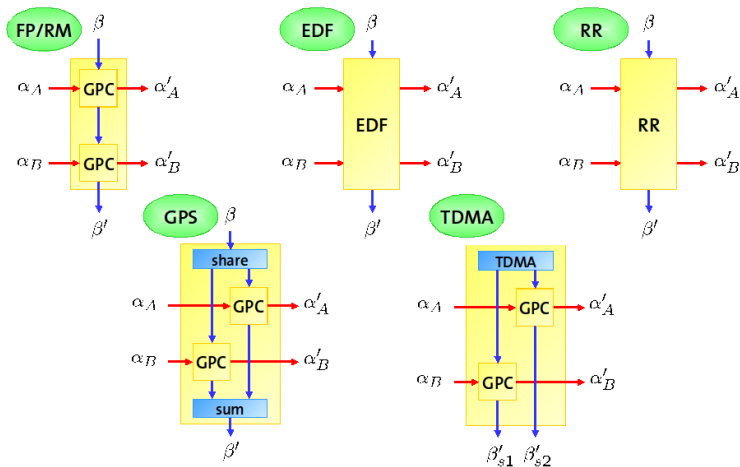 FP/RM β EDF β RR β
α_A GPC α′_A α_A α′_A α_A α′_A
EDF RR
α_B GPC α′_B α_B α′_B α_B α′_B
β′ β′ β′
GPS β TDMA
share TDMA
α_A GPC α′_A α_A GPC α′_A
α_B GPC α′_B α_B GPC α′_B
sum
β′ β′_s1 β′_s2